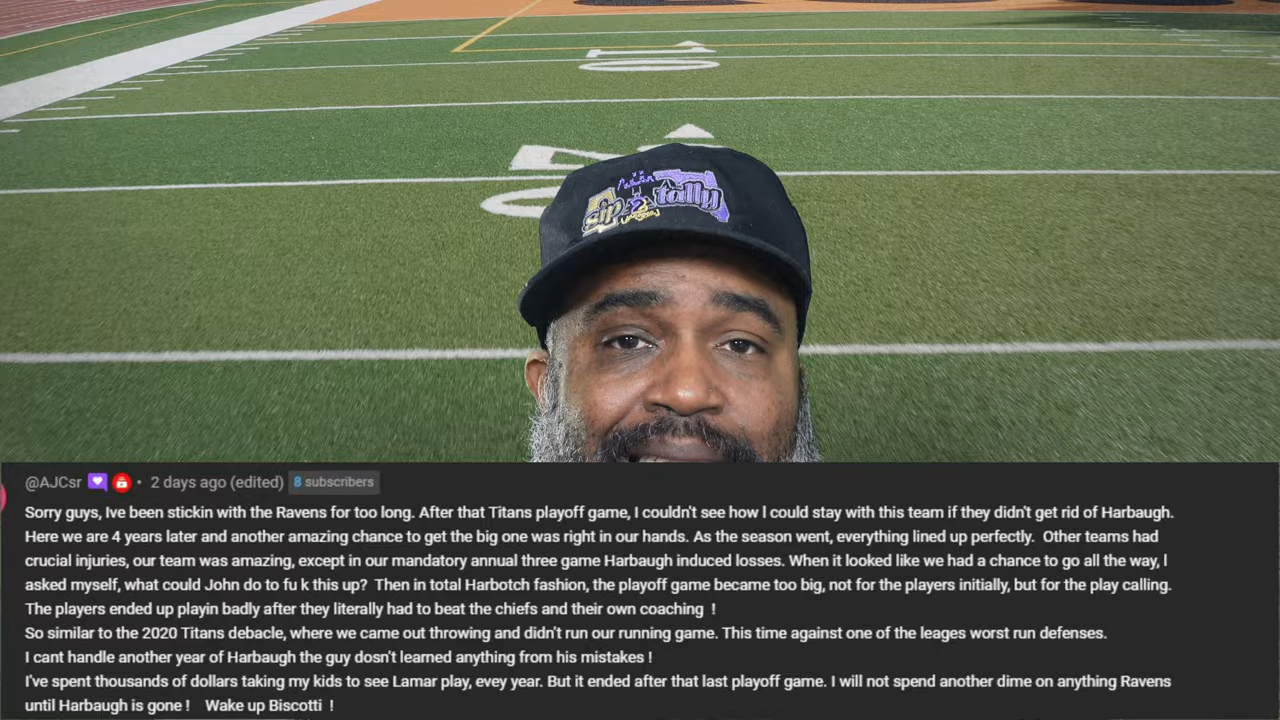 10
sip 2 tally
@AJCsr • 2 days ago (edited) 8 subscribers
Sorry guys, Ive been stickin with the Ravens for too long. After that Titans playoff game, I couldn't see how I could stay with this team if they didn't get rid of Harbaugh.
Here we are 4 years later and another amazing chance to get the big one was right in our hands. As the season went, everything lined up perfectly. Other teams had
crucial injuries, our team was amazing, except in our mandatory annual three game Harbaugh induced losses. When it looked like we had a chance to go all the way, I
asked myself, what could John do to fu k this up? Then in total Harbotch fashion, the playoff game became too big, not for the players initially, but for the play calling.
The players ended up playin badly after they literally had to beat the chiefs and their own coaching !
So similar to the 2020 Titans debacle, where we came out throwing and didn't run our running game. This time against one of the leages worst run defenses.
I cant handle another year of Harbaugh the guy dosn't learned anything from his mistakes !
I've spent thousands of dollars taking my kids to see Lamar play, evey year. But it ended after that last playoff game. I will not spend another dime on anything Ravens
until Harbaugh is gone ! Wake up Biscotti !